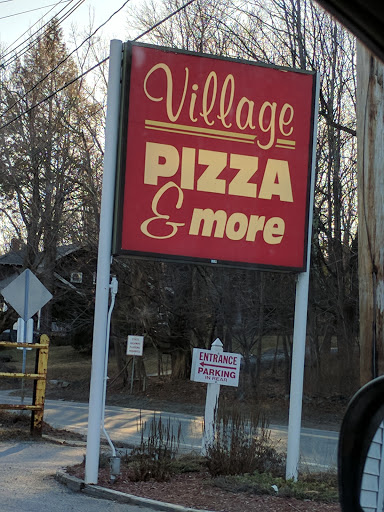 Village
PIZZA
& more
ENTRANCE
PARKING
IN REAR